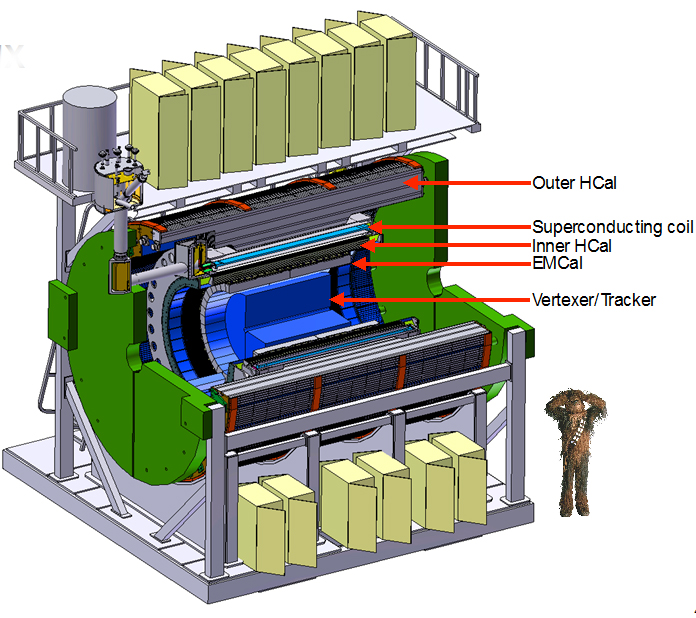 Outer HCal
Superconducting coil
Inner HCal
EMCal
Vertexer/Tracker